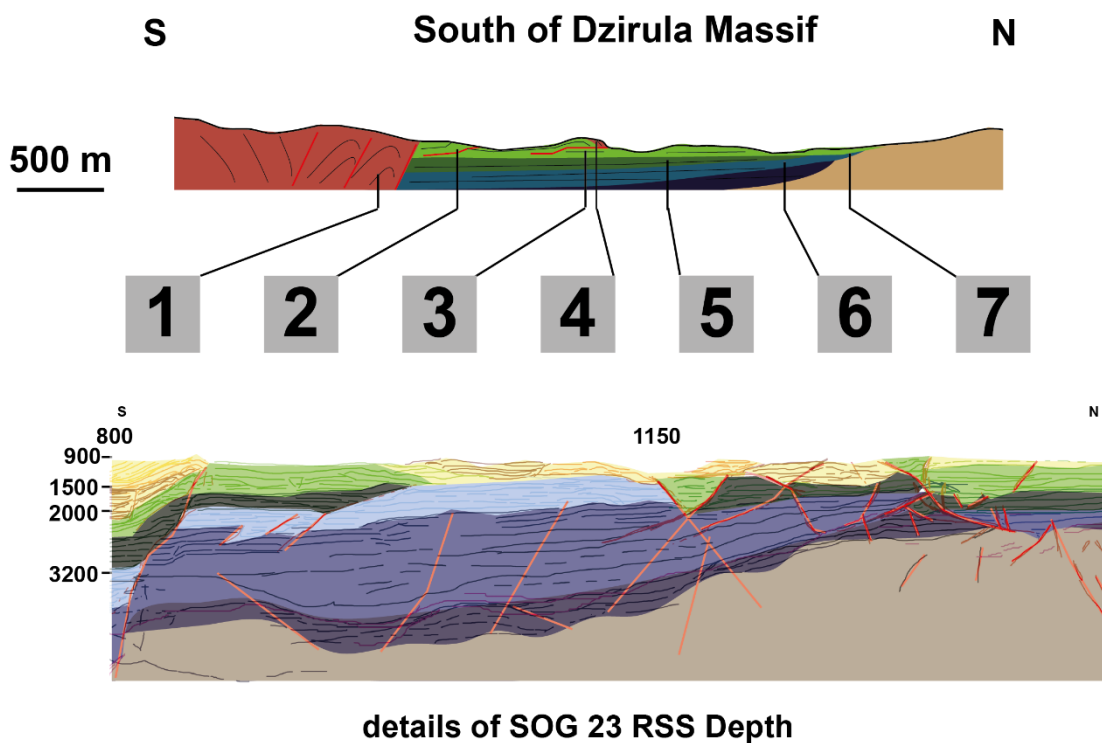 S South of Dzirula Massif N
500 m
1 2 3 4 5 6 7
S N
800 1150
900
1500
2000
3200
details of SOG 23 RSS Depth